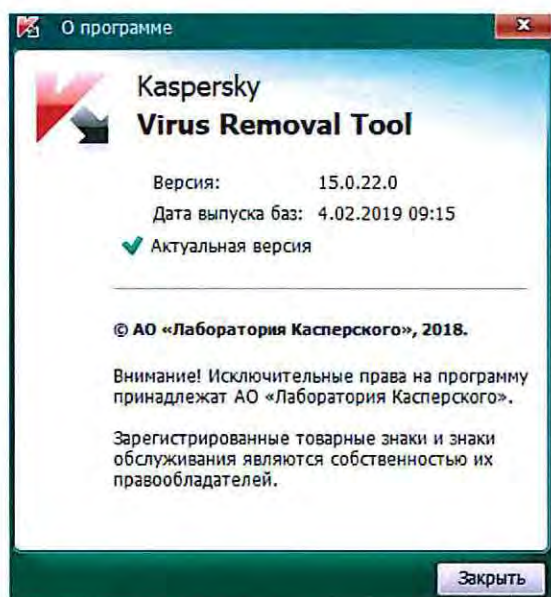 О программе
Kaspersky
Virus Removal Tool
Версия: 15.0.22.0
Дата выпуска баз: 4.02.2019 09:15
Актуальная версия
© АО «Лаборатория Касперского», 2018.
Внимание! Исключительные права на программу
принадлежат АО «Лаборатория Касперского».
Зарегистрированные товарные знаки и знаки
обслуживания являются собственностью их
правообладателей.
Закрыть